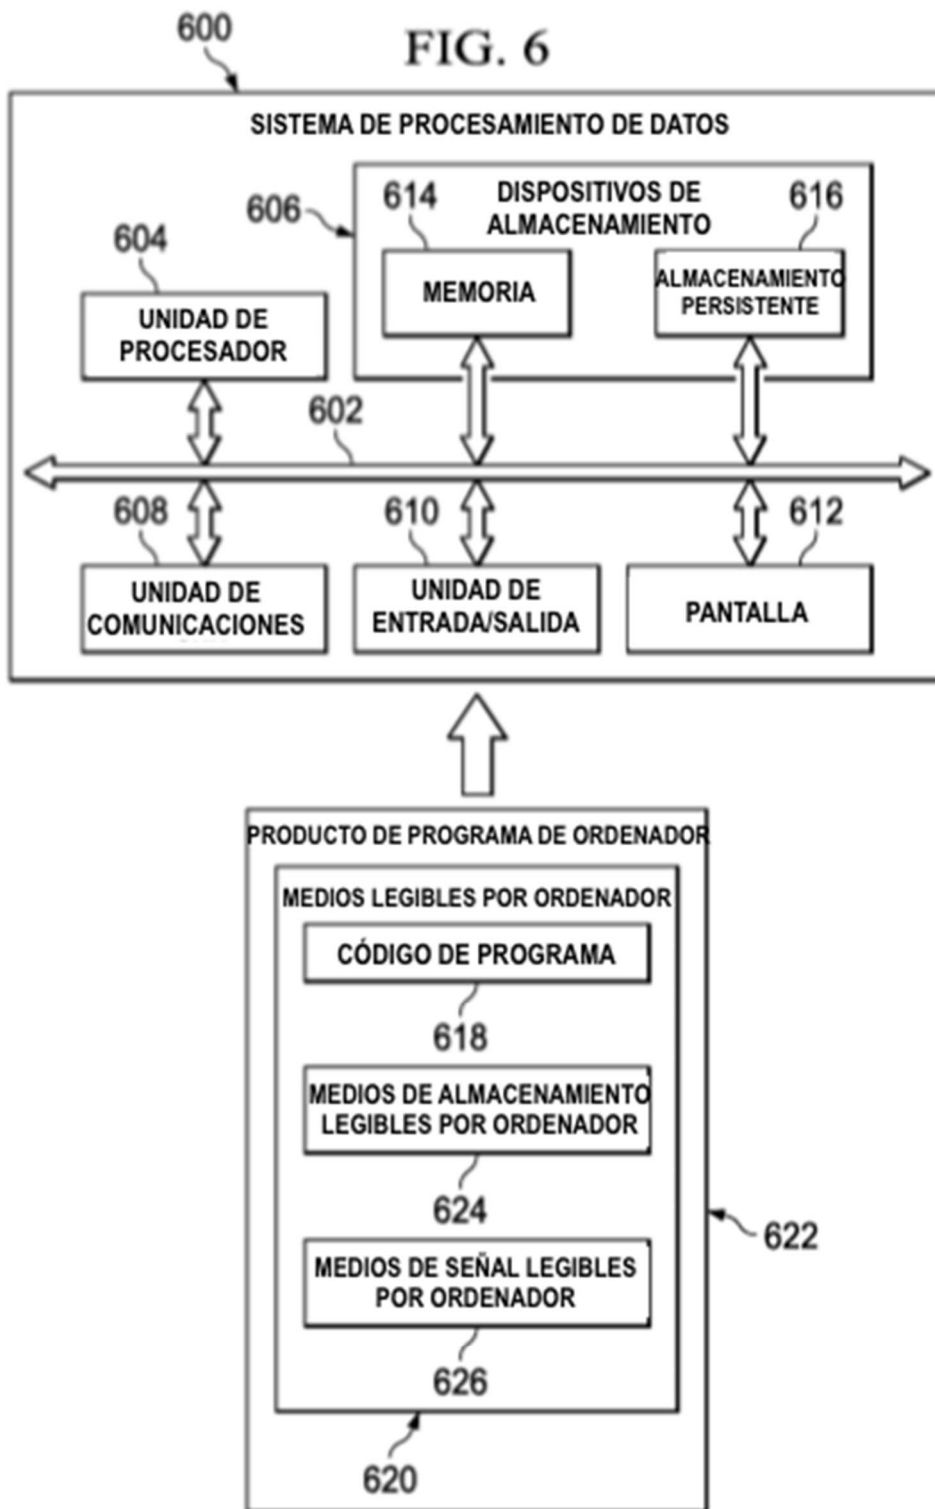 600
FIG. 6
SISTEMA DE PROCESAMIENTO DE DATOS
606
614
DISPOSITIVOS DE
ALMACENAMIENTO
616
604
MEMORIA
ALMACENAMIENTO
PERSISTENTE
UNIDAD DE
PROCESADOR
602
608
610
612
UNIDAD DE
COMUNICACIONES
UNIDAD DE
ENTRADA/SALIDA
PANTALLA
PRODUCTO DE PROGRAMA DE ORDENADOR
MEDIOS LEGIBLES POR ORDENADOR
CÓDIGO DE PROGRAMA
618
MEDIOS DE ALMACENAMIENTO
LEGIBLES POR ORDENADOR
624
622
MEDIOS DE SEÑAL LEGIBLES
POR ORDENADOR
626
620